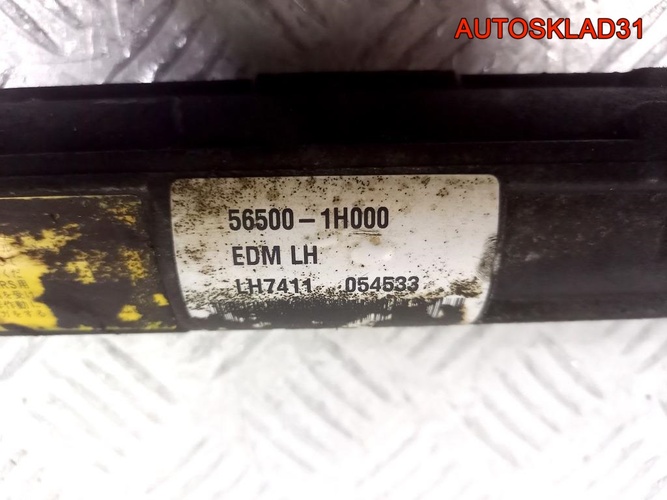 AUTOSKLAD31
56500-1H000
EDM LH
LH7411 054533